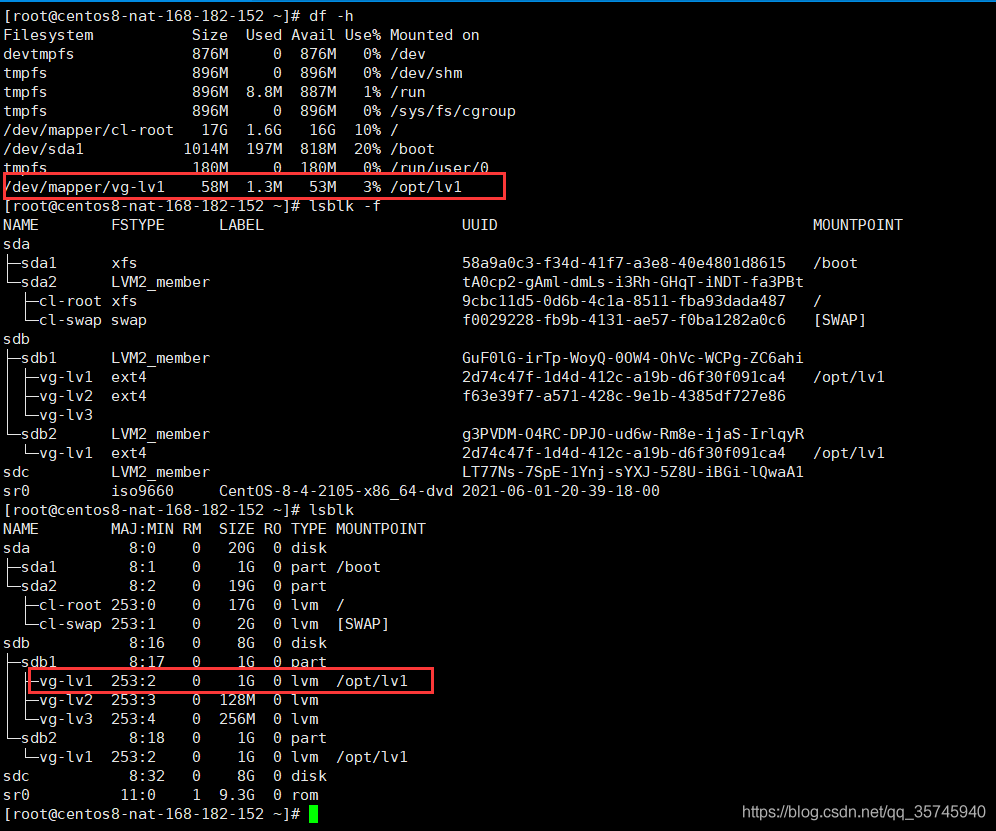 [root@centos8-nat-168-182-152 ~]# df -h
Filesystem           Size  Used Avail Use% Mounted on
devtmpfs             876M     0  876M   0% /dev
tmpfs                896M     0  896M   0% /dev/shm
tmpfs                896M  8.8M  887M   1% /run
tmpfs                896M     0  896M   0% /sys/fs/cgroup
/dev/mapper/cl-root   17G  1.6G   16G  10% /
/dev/sda1           1014M  197M  818M  20% /boot
tmpfs                180M     0  180M   0% /run/user/0
/dev/mapper/vg-lv1    58M  1.3M   53M   3% /opt/lv1
[root@centos8-nat-168-182-152 ~]# lsblk -f
NAME        FSTYPE      LABEL                      UUID                                   MOUNTPOINT
sda
├─sda1      xfs                                    58a9a0c3-f34d-41f7-a3e8-40e4801d8615   /boot
└─sda2      LVM2_member                            tA0cp2-gAml-dmLs-i3Rh-GHqT-iNDT-fa3PBt
  ├─cl-root xfs                                    9cbc11d5-0d6b-4c1a-8511-fba93dada487   /
  └─cl-swap swap                                   f0029228-fb9b-4131-ae57-f0ba1282a0c6   [SWAP]
sdb
├─sdb1      LVM2_member                            GuF0lG-irTp-WoyQ-0OW4-OhVc-WCPg-ZC6ahi
│ ├─vg-lv1  ext4                                   2d74c47f-1d4d-412c-a19b-d6f30f091ca4   /opt/lv1
│ ├─vg-lv2  ext4                                   f63e39f7-a571-428c-9e1b-4385df727e86
│ └─vg-lv3
└─sdb2      LVM2_member                            g3PVDM-O4RC-DPJO-ud6w-Rm8e-ijaS-IrlqyR
  └─vg-lv1  ext4                                   2d74c47f-1d4d-412c-a19b-d6f30f091ca4   /opt/lv1
sdc         LVM2_member                            LT77Ns-7SpE-1Ynj-sYXJ-5Z8U-iBGi-lQwaA1
sr0         iso9660     CentOS-8-4-2105-x86_64-dvd 2021-06-01-20-39-18-00
[root@centos8-nat-168-182-152 ~]# lsblk
NAME        MAJ:MIN RM  SIZE RO TYPE MOUNTPOINT
sda           8:0    0   20G  0 disk
├─sda1        8:1    0    1G  0 part /boot
└─sda2        8:2    0   19G  0 part
  ├─cl-root 253:0    0   17G  0 lvm  /
  └─cl-swap 253:1    0    2G  0 lvm  [SWAP]
sdb           8:16   0    8G  0 disk
├─sdb1        8:17   0    1G  0 part
│ ├─vg-lv1  253:2    0    1G  0 lvm  /opt/lv1
│ ├─vg-lv2  253:3    0  128M  0 lvm
│ └─vg-lv3  253:4    0  256M  0 lvm
└─sdb2        8:18   0    1G  0 part
  └─vg-lv1  253:2    0    1G  0 lvm  /opt/lv1
sdc           8:32   0    8G  0 disk
sr0          11:0    1  9.3G  0 rom
[root@centos8-nat-168-182-152 ~]#
https://blog.csdn.net/qq_35745940